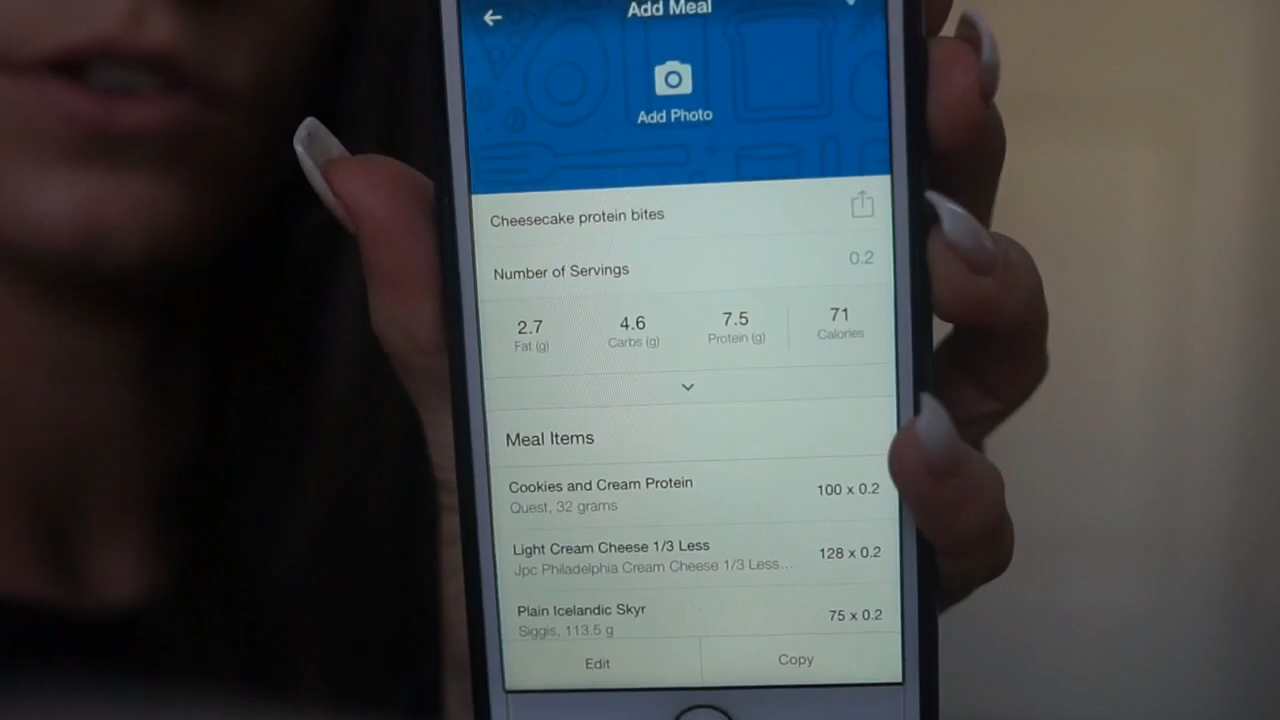 Add Meal
Add Photo
Cheesecake protein bites
Number of Servings 0.2
2.7 4.6 7.5 71
Fat (g) Carbs (g) Protein (g) Calories
Meal Items
Cookies and Cream Protein 100 x 0.2
Quest, 32 grams
Light Cream Cheese 1/3 Less 128 x 0.2
Jpc Philadelphia Cream Cheese 1/3 Less...
Plain Icelandic Skyr 75 x 0.2
Siggis, 113.5 g
Edit Copy